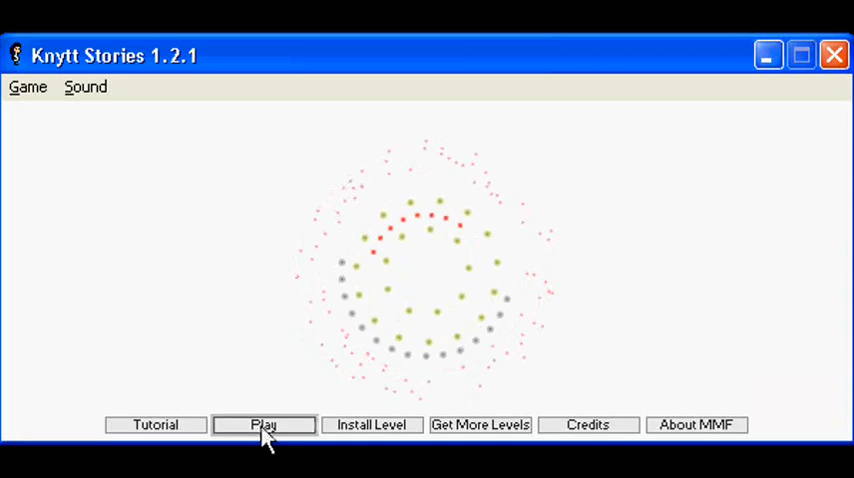 Knytt Stories 1.2.1
Game Sound
Tutorial Play Install Level Get More Levels Credits About MMF